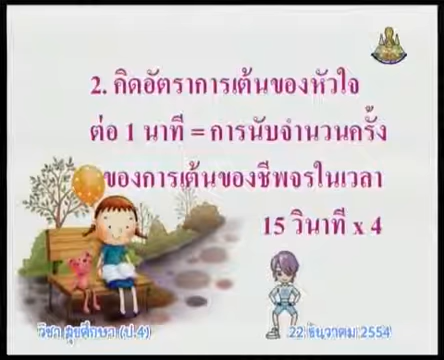 2. คิดอัตราการเต้นของหัวใจ
ต่อ 1 นาที = การนับจำนวนครั้ง
ของการเต้นของชีพจรในเวลา
15 วินาที x 4
วิชา สุขศึกษา (ป.4)
22 ธันวาคม 2554